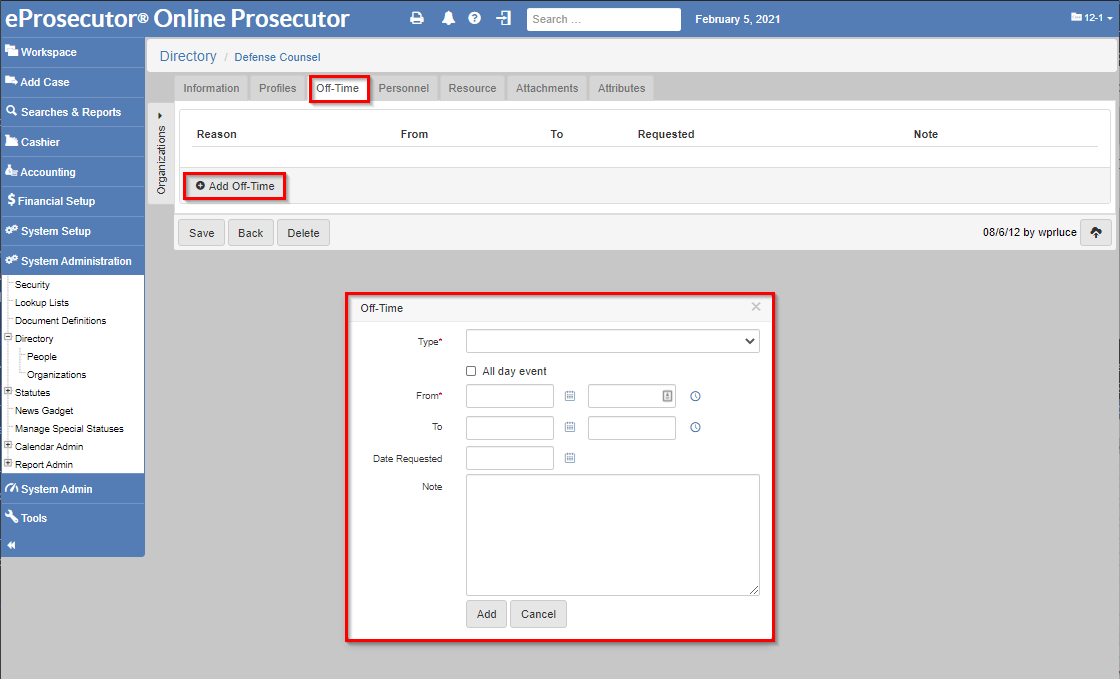 eProsecutor® Online Prosecutor
Search ...
February 5, 2021
12-1
Workspace
Add Case
Searches & Reports
Cashier
Accounting
Financial Setup
System Setup
System Administration
Security
Lookup Lists
Document Definitions
Directory
People
Organizations
Statutes
News Gadget
Manage Special Statuses
Calendar Admin
Report Admin
System Admin
Tools
Directory / Defense Counsel
Information Profiles Off-Time Personnel Resource Attachments Attributes
Organizations
Reason From To Requested Note
Add Off-Time
Save Back Delete
08/6/12 by wprluce
Off-Time
Type*
All day event
From*
To
Date Requested
Note
Add Cancel